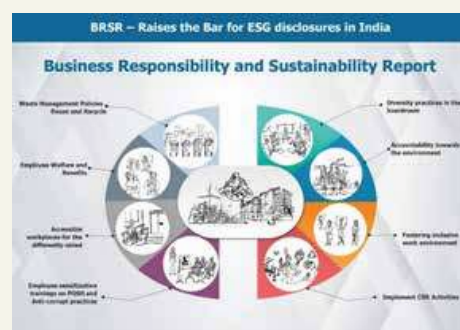 BRSR – Raises the Bar for ESG disclosures in India
Business Responsibility and Sustainability Report
Waste Management Policies
Reuse and Recycle
Employee Welfare and
Benefits
Accessible
workplaces for the
differently abled
Employee sensitization
trainings on POSH and
Anti-corrupt practices
Diversity practices in the
boardroom
Accountability towards
the environment
Fostering inclusive
work environment
Implement CSR Activities